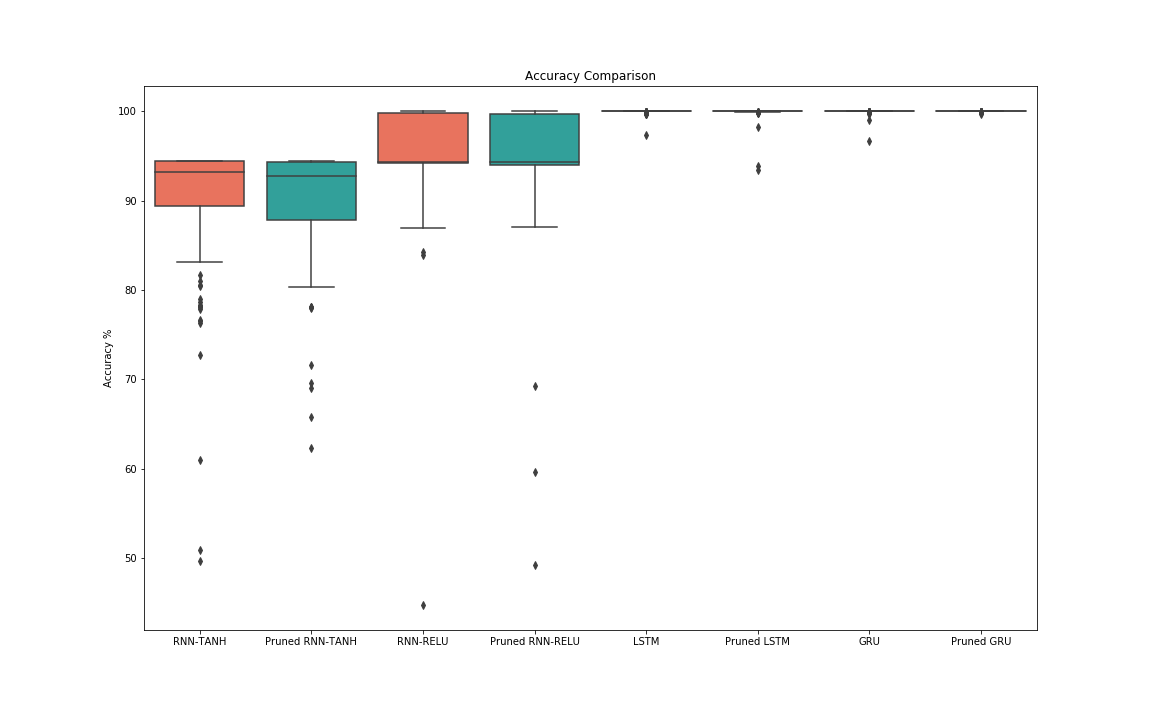 Accuracy Comparison
100
90
80
70
60
50
Accuracy %
RNN-TANH
Pruned RNN-TANH
RNN-RELU
Pruned RNN-RELU
LSTM
Pruned LSTM
GRU
Pruned GRU